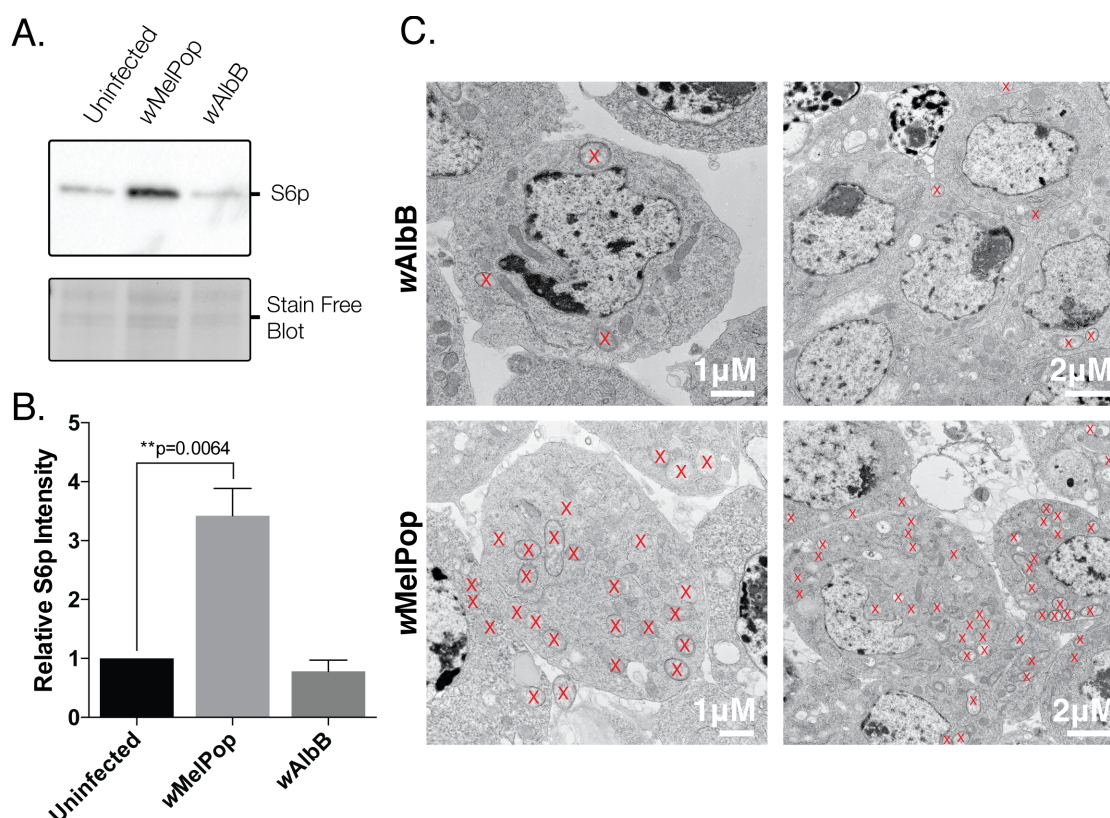 A.
Uninfected
wMelPop
wAlbB
S6p
Stain Free
Blot
B.
Relative S6p Intensity
5
4
3
2
1
0
**p=0.0064
Uninfected
wMelPop
wAlbB
C.
wAlbB
X
X
X
1µM
X
X
X
X X
2µM
wMelPop
1µM
2µM